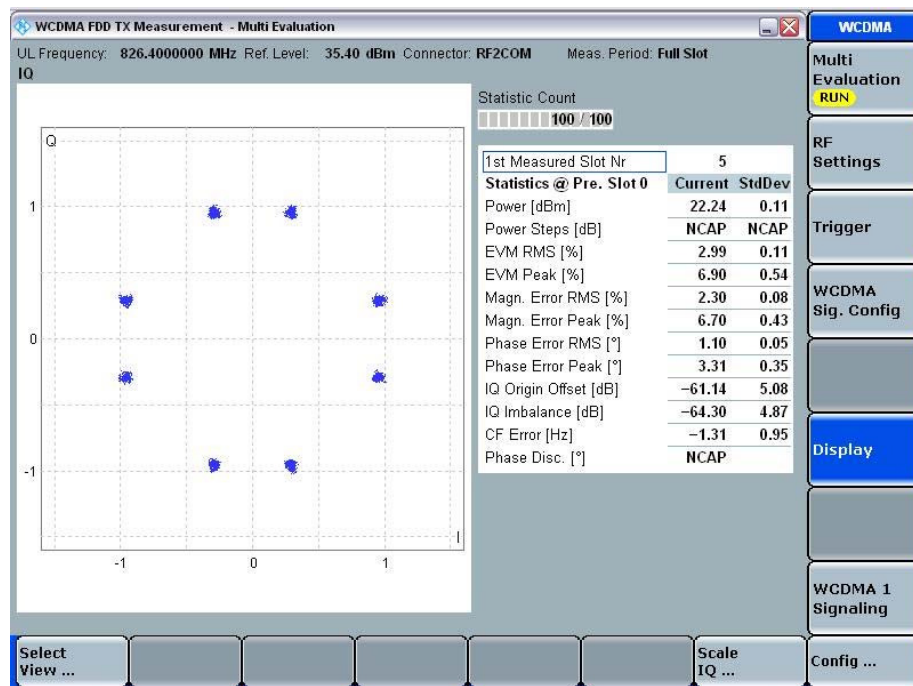 WCDMA FDD TX Measurement - Multi Evaluation
WCDMA
UL Frequency: 826.4000000 MHz Ref. Level: 35.40 dBm Connector: RF2COM Meas. Period: Full Slot
IQ
Multi
Evaluation
RUN
Statistic Count
100 / 100
Q
1
0
-1
-1 0 1
I
1st Measured Slot Nr 5
Statistics @ Pre. Slot 0 Current StdDev
Power [dBm] 22.24 0.11
Power Steps [dB] NCAP NCAP
EVM RMS [%] 2.99 0.11
EVM Peak [%] 6.90 0.54
Magn. Error RMS [%] 2.30 0.08
Magn. Error Peak [%] 6.70 0.43
Phase Error RMS [°] 1.10 0.05
Phase Error Peak [°] 3.31 0.35
IQ Origin Offset [dB] −61.14 5.08
IQ Imbalance [dB] −64.30 4.87
CF Error [Hz] −1.31 0.95
Phase Disc. [°] NCAP
RF
Settings
Trigger
WCDMA
Sig. Config
Display
WCDMA 1
Signaling
Select
View ...
Scale
IQ ...
Config ...